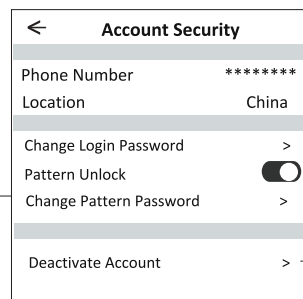 Account Security
Phone Number ********
Location China
Change Login Password >
Pattern Unlock
Change Pattern Password >
Deactivate Account >